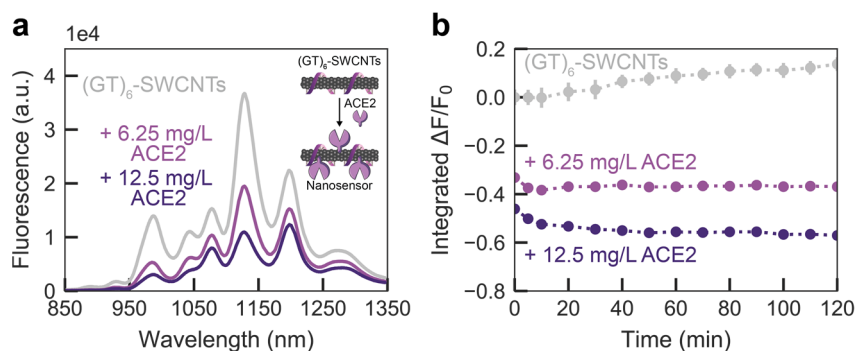 a
1e4
Fluorescence (a.u.)
4
3
2
1
0
(GT)₆-SWCNTs
+ 6.25 mg/L
ACE2
+ 12.5 mg/L
ACE2
(GT)₆-SWCNTs
ACE2
Nanosensor
850 950 1050 1150 1250 1350
Wavelength (nm)
b
Integrated ΔF/F₀
0.2
0.0
−0.2
−0.4
−0.6
−0.8
(GT)₆-SWCNTs
+ 6.25 mg/L ACE2
+ 12.5 mg/L ACE2
0 20 40 60 80 100 120
Time (min)